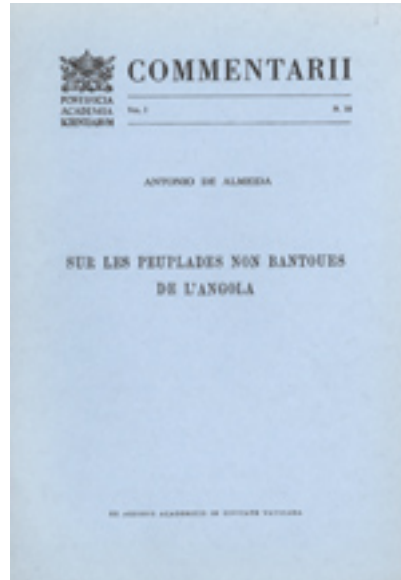 COMMENTARII
PONTIFICIA
ACADEMIA
SCIENTIARVM
ANTONIO DE ALMEIDA
SUR LES PEUPLADES NON BANTOUES
DE L'ANGOLA
EX AEDIBUS ACADEMICIS IN CIVITATE VATICANA